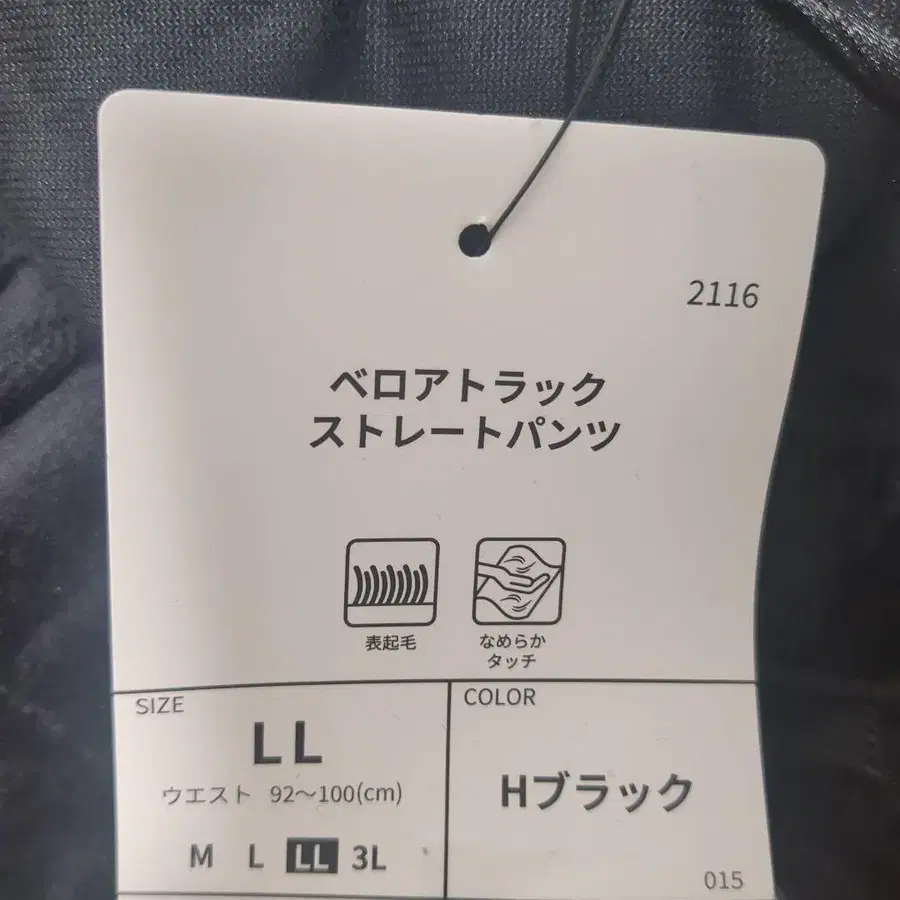 2116
ベロアトラック
ストレートパンツ
表起毛
なめらか
タッチ
SIZE
LL
ウエスト 92～100(cm)
M L LL 3L
COLOR
Hブラック
015